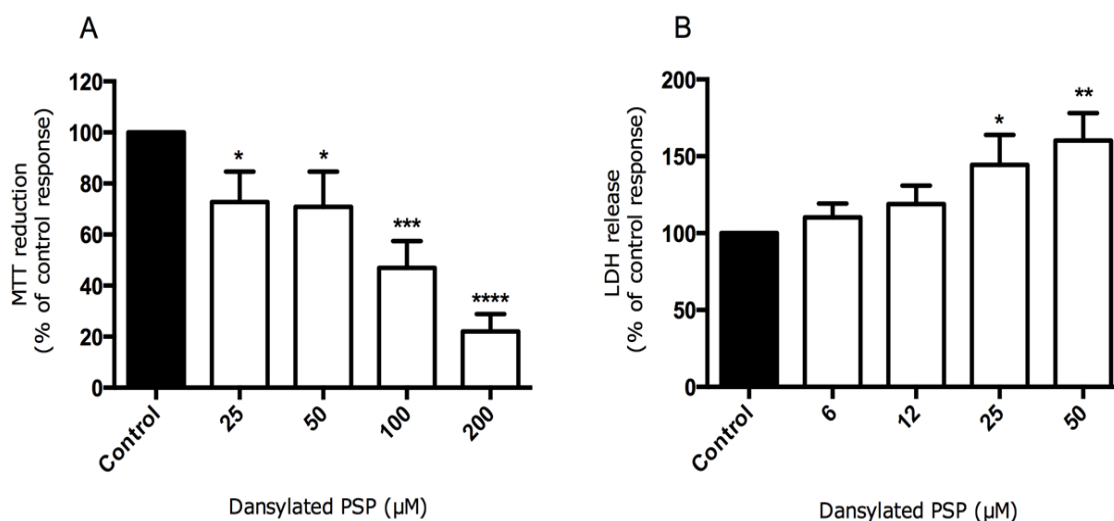 A
MTT reduction
(% of control response)
120
100
80
60
40
20
0
*
*
***
****
Control
25
50
100
200
Dansylated PSP (µM)
B
LDH release
(% of control response)
200
150
100
50
0
*
**
Control
6
12
25
50
Dansylated PSP (µM)